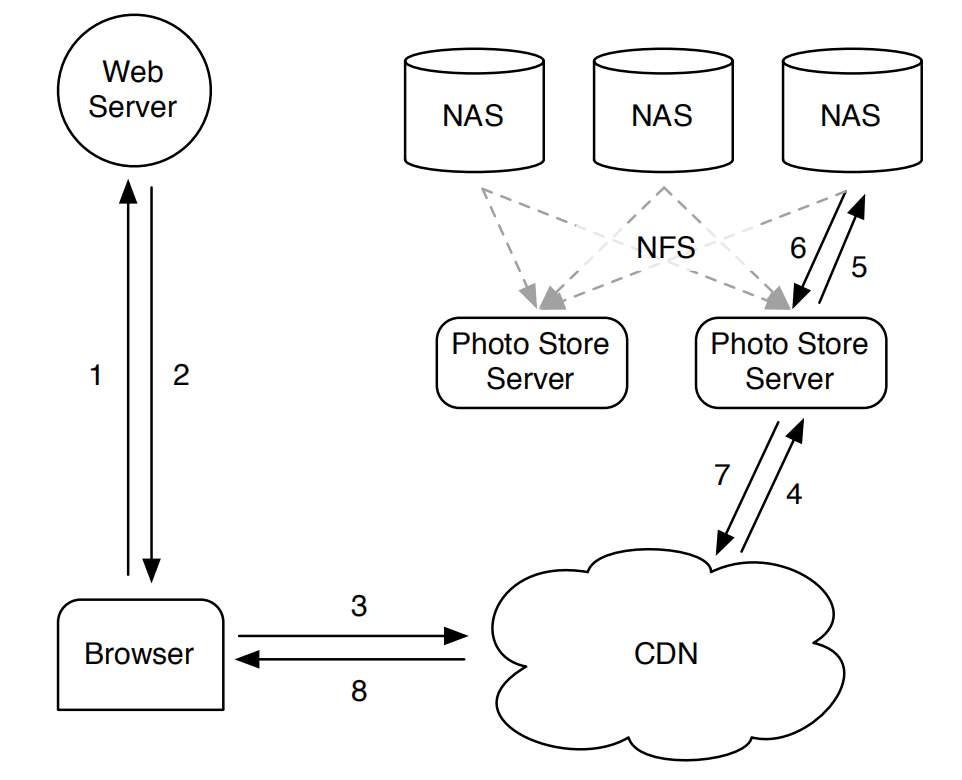 Web
Server
NAS
NAS
NAS
NFS
6
5
Photo Store
Server
Photo Store
Server
1
2
7
4
3
Browser
CDN
8